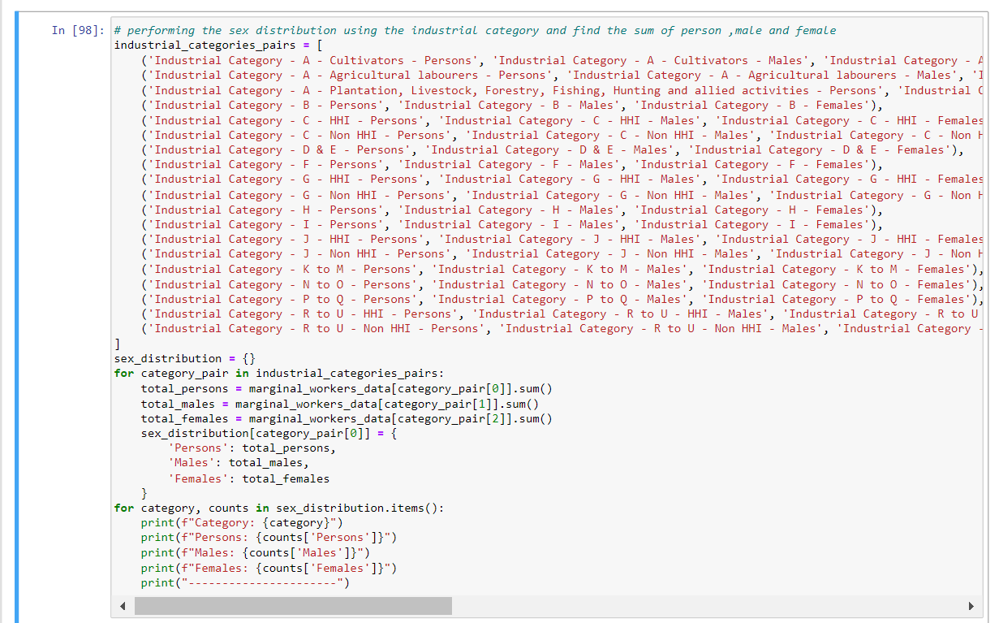 In [98]:
# performing the sex distribution using the industrial category and find the sum of person ,male and female
industrial_categories_pairs = [
('Industrial Category - A - Cultivators - Persons', 'Industrial Category - A - Cultivators - Males', 'Industrial Category - A
('Industrial Category - A - Agricultural labourers - Persons', 'Industrial Category - A - Agricultural labourers - Males', 'I
('Industrial Category - A - Plantation, Livestock, Forestry, Fishing, Hunting and allied activities - Persons', 'Industrial C
('Industrial Category - B - Persons', 'Industrial Category - B - Males', 'Industrial Category - B - Females'),
('Industrial Category - C - HHI - Persons', 'Industrial Category - C - HHI - Males', 'Industrial Category - C - HHI - Females
('Industrial Category - C - Non HHI - Persons', 'Industrial Category - C - Non HHI - Males', 'Industrial Category - C - Non H
('Industrial Category - D & E - Persons', 'Industrial Category - D & E - Males', 'Industrial Category - D & E - Females'),
('Industrial Category - F - Persons', 'Industrial Category - F - Males', 'Industrial Category - F - Females'),
('Industrial Category - G - HHI - Persons', 'Industrial Category - G - HHI - Males', 'Industrial Category - G - HHI - Females
('Industrial Category - G - Non HHI - Persons', 'Industrial Category - G - Non HHI - Males', 'Industrial Category - G - Non H
('Industrial Category - H - Persons', 'Industrial Category - H - Males', 'Industrial Category - H - Females'),
('Industrial Category - I - Persons', 'Industrial Category - I - Males', 'Industrial Category - I - Females'),
('Industrial Category - J - HHI - Persons', 'Industrial Category - J - HHI - Males', 'Industrial Category - J - HHI - Females
('Industrial Category - J - Non HHI - Persons', 'Industrial Category - J - Non HHI - Males', 'Industrial Category - J - Non H
('Industrial Category - K to M - Persons', 'Industrial Category - K to M - Males', 'Industrial Category - K to M - Females'),
('Industrial Category - N to O - Persons', 'Industrial Category - N to O - Males', 'Industrial Category - N to O - Females'),
('Industrial Category - P to Q - Persons', 'Industrial Category - P to Q - Males', 'Industrial Category - P to Q - Females'),
('Industrial Category - R to U - HHI - Persons', 'Industrial Category - R to U - HHI - Males', 'Industrial Category - R to U
('Industrial Category - R to U - Non HHI - Persons', 'Industrial Category - R to U - Non HHI - Males', 'Industrial Category -
]
sex_distribution = {}
for category_pair in industrial_categories_pairs:
total_persons = marginal_workers_data[category_pair[0]].sum()
total_males = marginal_workers_data[category_pair[1]].sum()
total_females = marginal_workers_data[category_pair[2]].sum()
sex_distribution[category_pair[0]] = {
'Persons': total_persons,
'Males': total_males,
'Females': total_females
}
for category, counts in sex_distribution.items():
print(f"Category: {category}")
print(f"Persons: {counts['Persons']}")
print(f"Males: {counts['Males']}")
print(f"Females: {counts['Females']}")
print("----------------------")